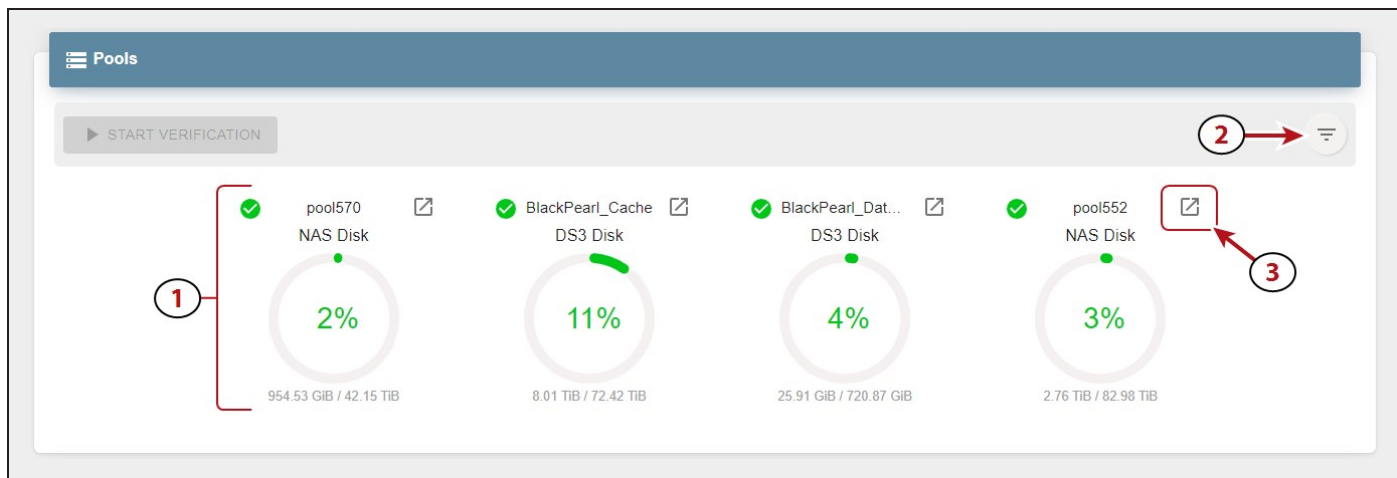 Pools
START VERIFICATION
2
pool570
NAS Disk
2%
954.53 GiB / 42.15 TiB
BlackPearl_Cache
DS3 Disk
11%
8.01 TiB / 72.42 TiB
BlackPearl_Dat...
DS3 Disk
4%
25.91 GiB / 720.87 GiB
pool552
NAS Disk
3%
2.76 TiB / 82.98 TiB
1
3